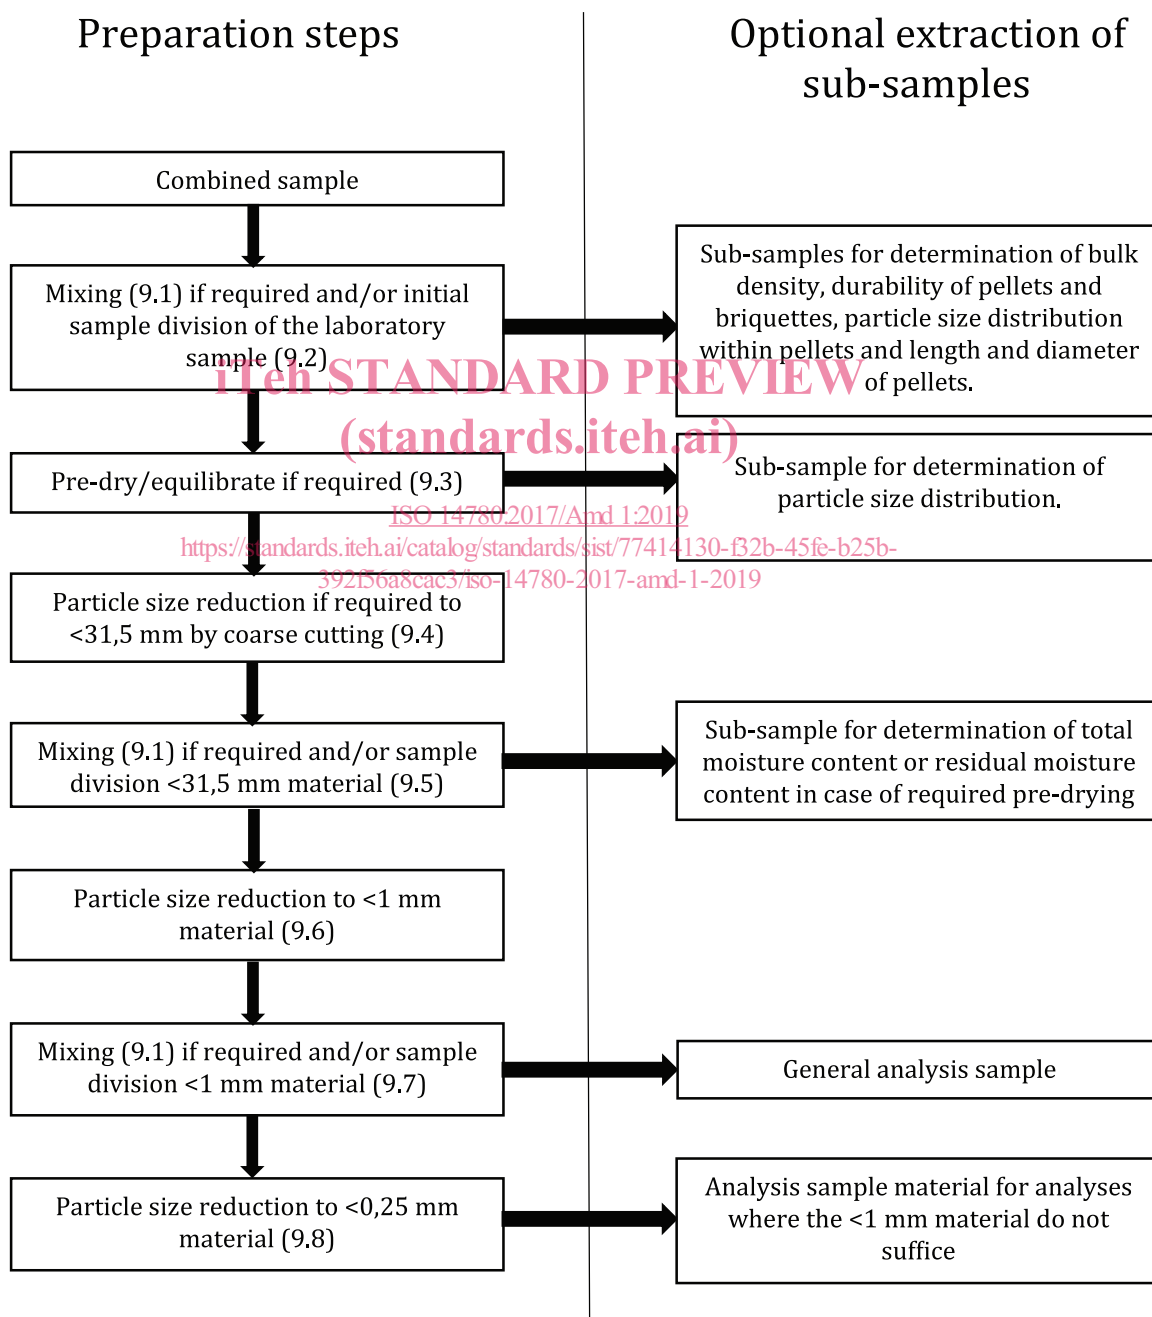 Preparation steps
Optional extraction of
sub-samples
Combined sample
Mixing (9.1) if required and/or initial
sample division of the laboratory
sample (9.2)
Sub-samples for determination of bulk
density, durability of pellets and
briquettes, particle size distribution
within pellets and length and diameter
of pellets.
iTeh STANDARD PREVIEW
(standards.iteh.ai)
Pre-dry/equilibrate if required (9.3)
Sub-sample for determination of
particle size distribution.
ISO 14780:2017/Amd 1:2019
https://standards.iteh.ai/catalog/standards/sist/77414130-f32b-45fe-b25b-
392f56a8cac3/iso-14780-2017-amd-1-2019
Particle size reduction if required to
<31,5 mm by coarse cutting (9.4)
Mixing (9.1) if required and/or sample
division <31,5 mm material (9.5)
Sub-sample for determination of total
moisture content or residual moisture
content in case of required pre-drying
Particle size reduction to <1 mm
material (9.6)
Mixing (9.1) if required and/or sample
division <1 mm material (9.7)
General analysis sample
Particle size reduction to <0,25 mm
material (9.8)
Analysis sample material for analyses
where the <1 mm material do not
suffice